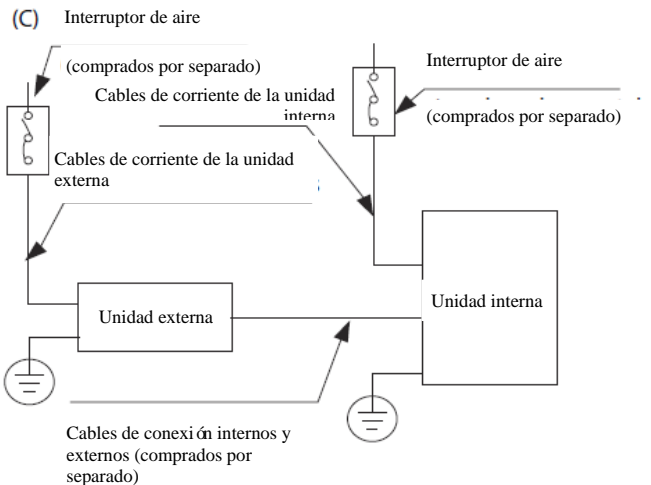 (C) Interruptor de aire
(comprados por separado)
Cables de corriente de la unidad
interna
Interruptor de aire
(comprados por separado)
Cables de corriente de la unidad
externa
Unidad externa
Unidad interna
Cables de conexión internos y
externos (comprados por
separado)